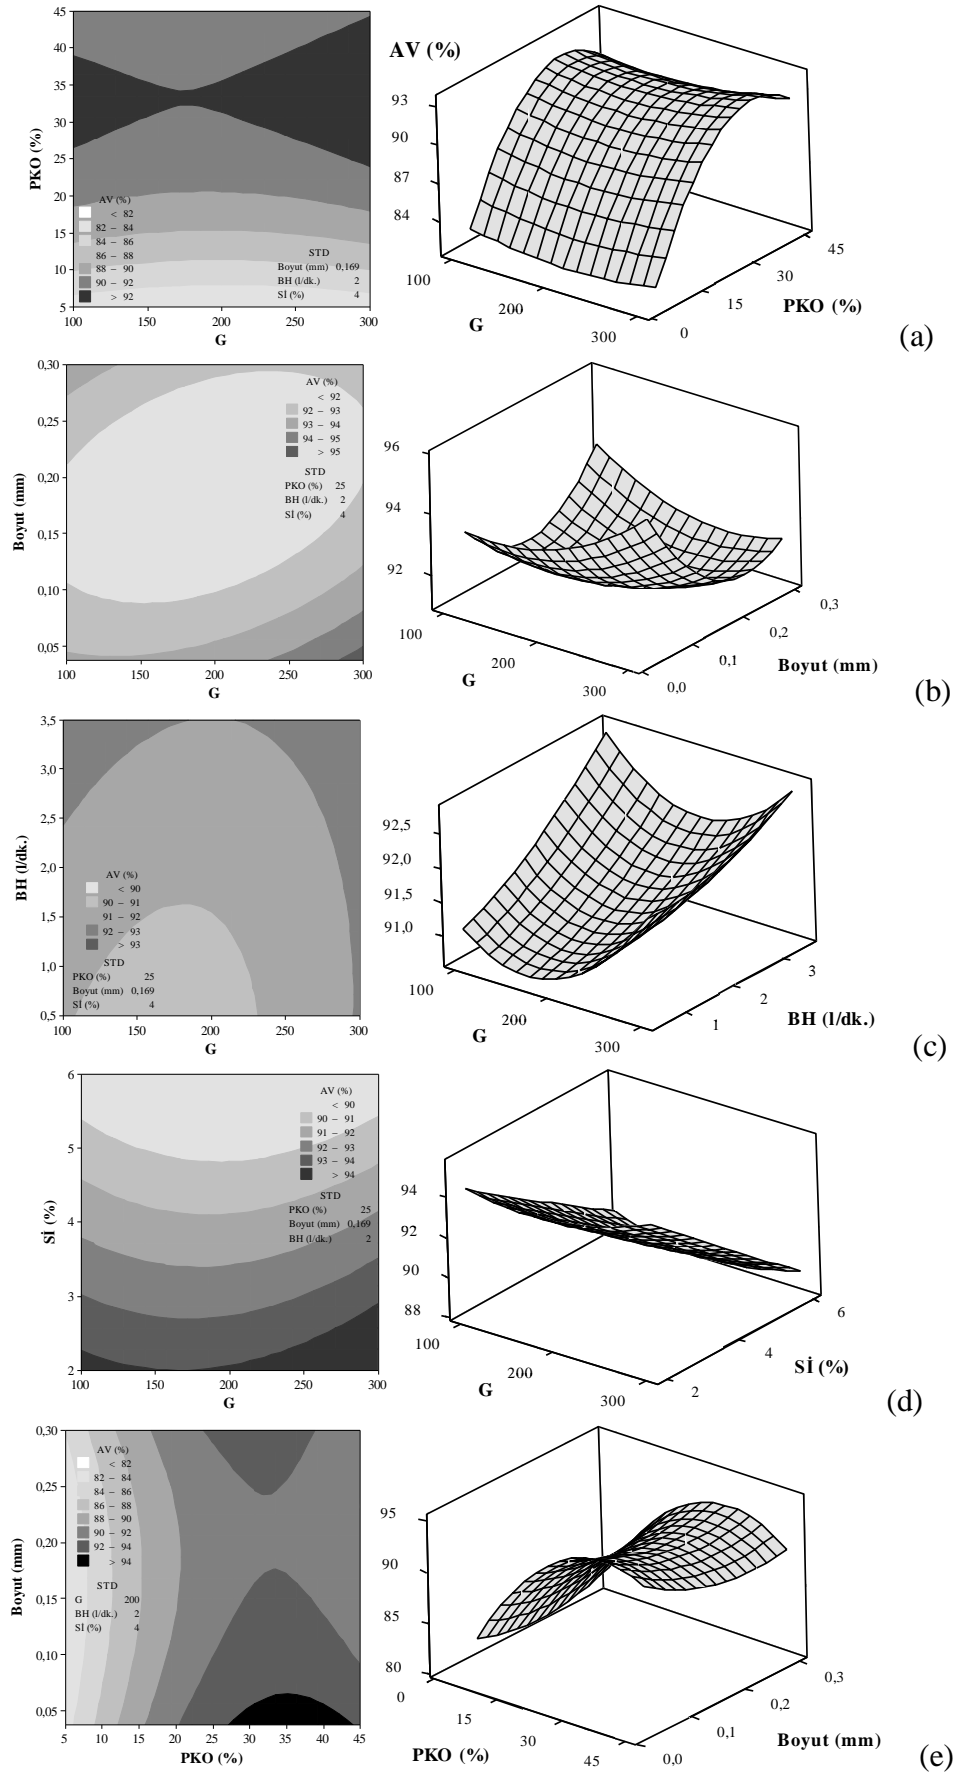 45
40
35
30
25
20
15
10
5
PKO (%)
AV (%)
< 82
82 – 84
84 – 86
86 – 88
88 – 90
90 – 92
> 92
STD
Boyut (mm) 0,169
BH (l/dk.) 2
Sİ (%) 4
100 150 200 250 300
G
AV (%)
93
90
87
84
100
200
300
G
0
15
30
45
PKO (%)
(a)
0,30
0,25
0,20
0,15
0,10
0,05
Boyut (mm)
AV (%)
< 92
92 – 93
93 – 94
94 – 95
> 95
STD
PKO (%) 25
BH (l/dk.) 2
Sİ (%) 4
100 150 200 250 300
G
96
94
92
100
200
300
G
0,0
0,1
0,2
0,3
Boyut (mm)
(b)
3,5
3,0
2,5
2,0
1,5
1,0
0,5
BH (l/dk.)
AV (%)
< 90
90 – 91
91 – 92
92 – 93
> 93
STD
PKO (%) 25
Boyut (mm) 0,169
Sİ (%) 4
100 150 200 250 300
G
92,5
92,0
91,5
91,0
100
200
300
G
1
2
3
BH (l/dk.)
(c)
6
5
4
3
2
Sİ (%)
AV (%)
< 90
90 – 91
91 – 92
92 – 93
93 – 94
> 94
STD
PKO (%) 25
Boyut (mm) 0,169
BH (l/dk.) 2
100 150 200 250 300
G
94
92
90
88
100
200
300
G
2
4
6
Sİ (%)
(d)
0,30
0,25
0,20
0,15
0,10
0,05
Boyut (mm)
AV (%)
< 82
82 – 84
84 – 86
86 – 88
88 – 90
90 – 92
92 – 94
> 94
STD
G 200
BH (l/dk.) 2
Sİ (%) 4
5 10 15 20 25 30 35 40 45
PKO (%)
95
90
85
80
0
15
30
45
PKO (%)
0,0
0,1
0,2
0,3
Boyut (mm)
(e)